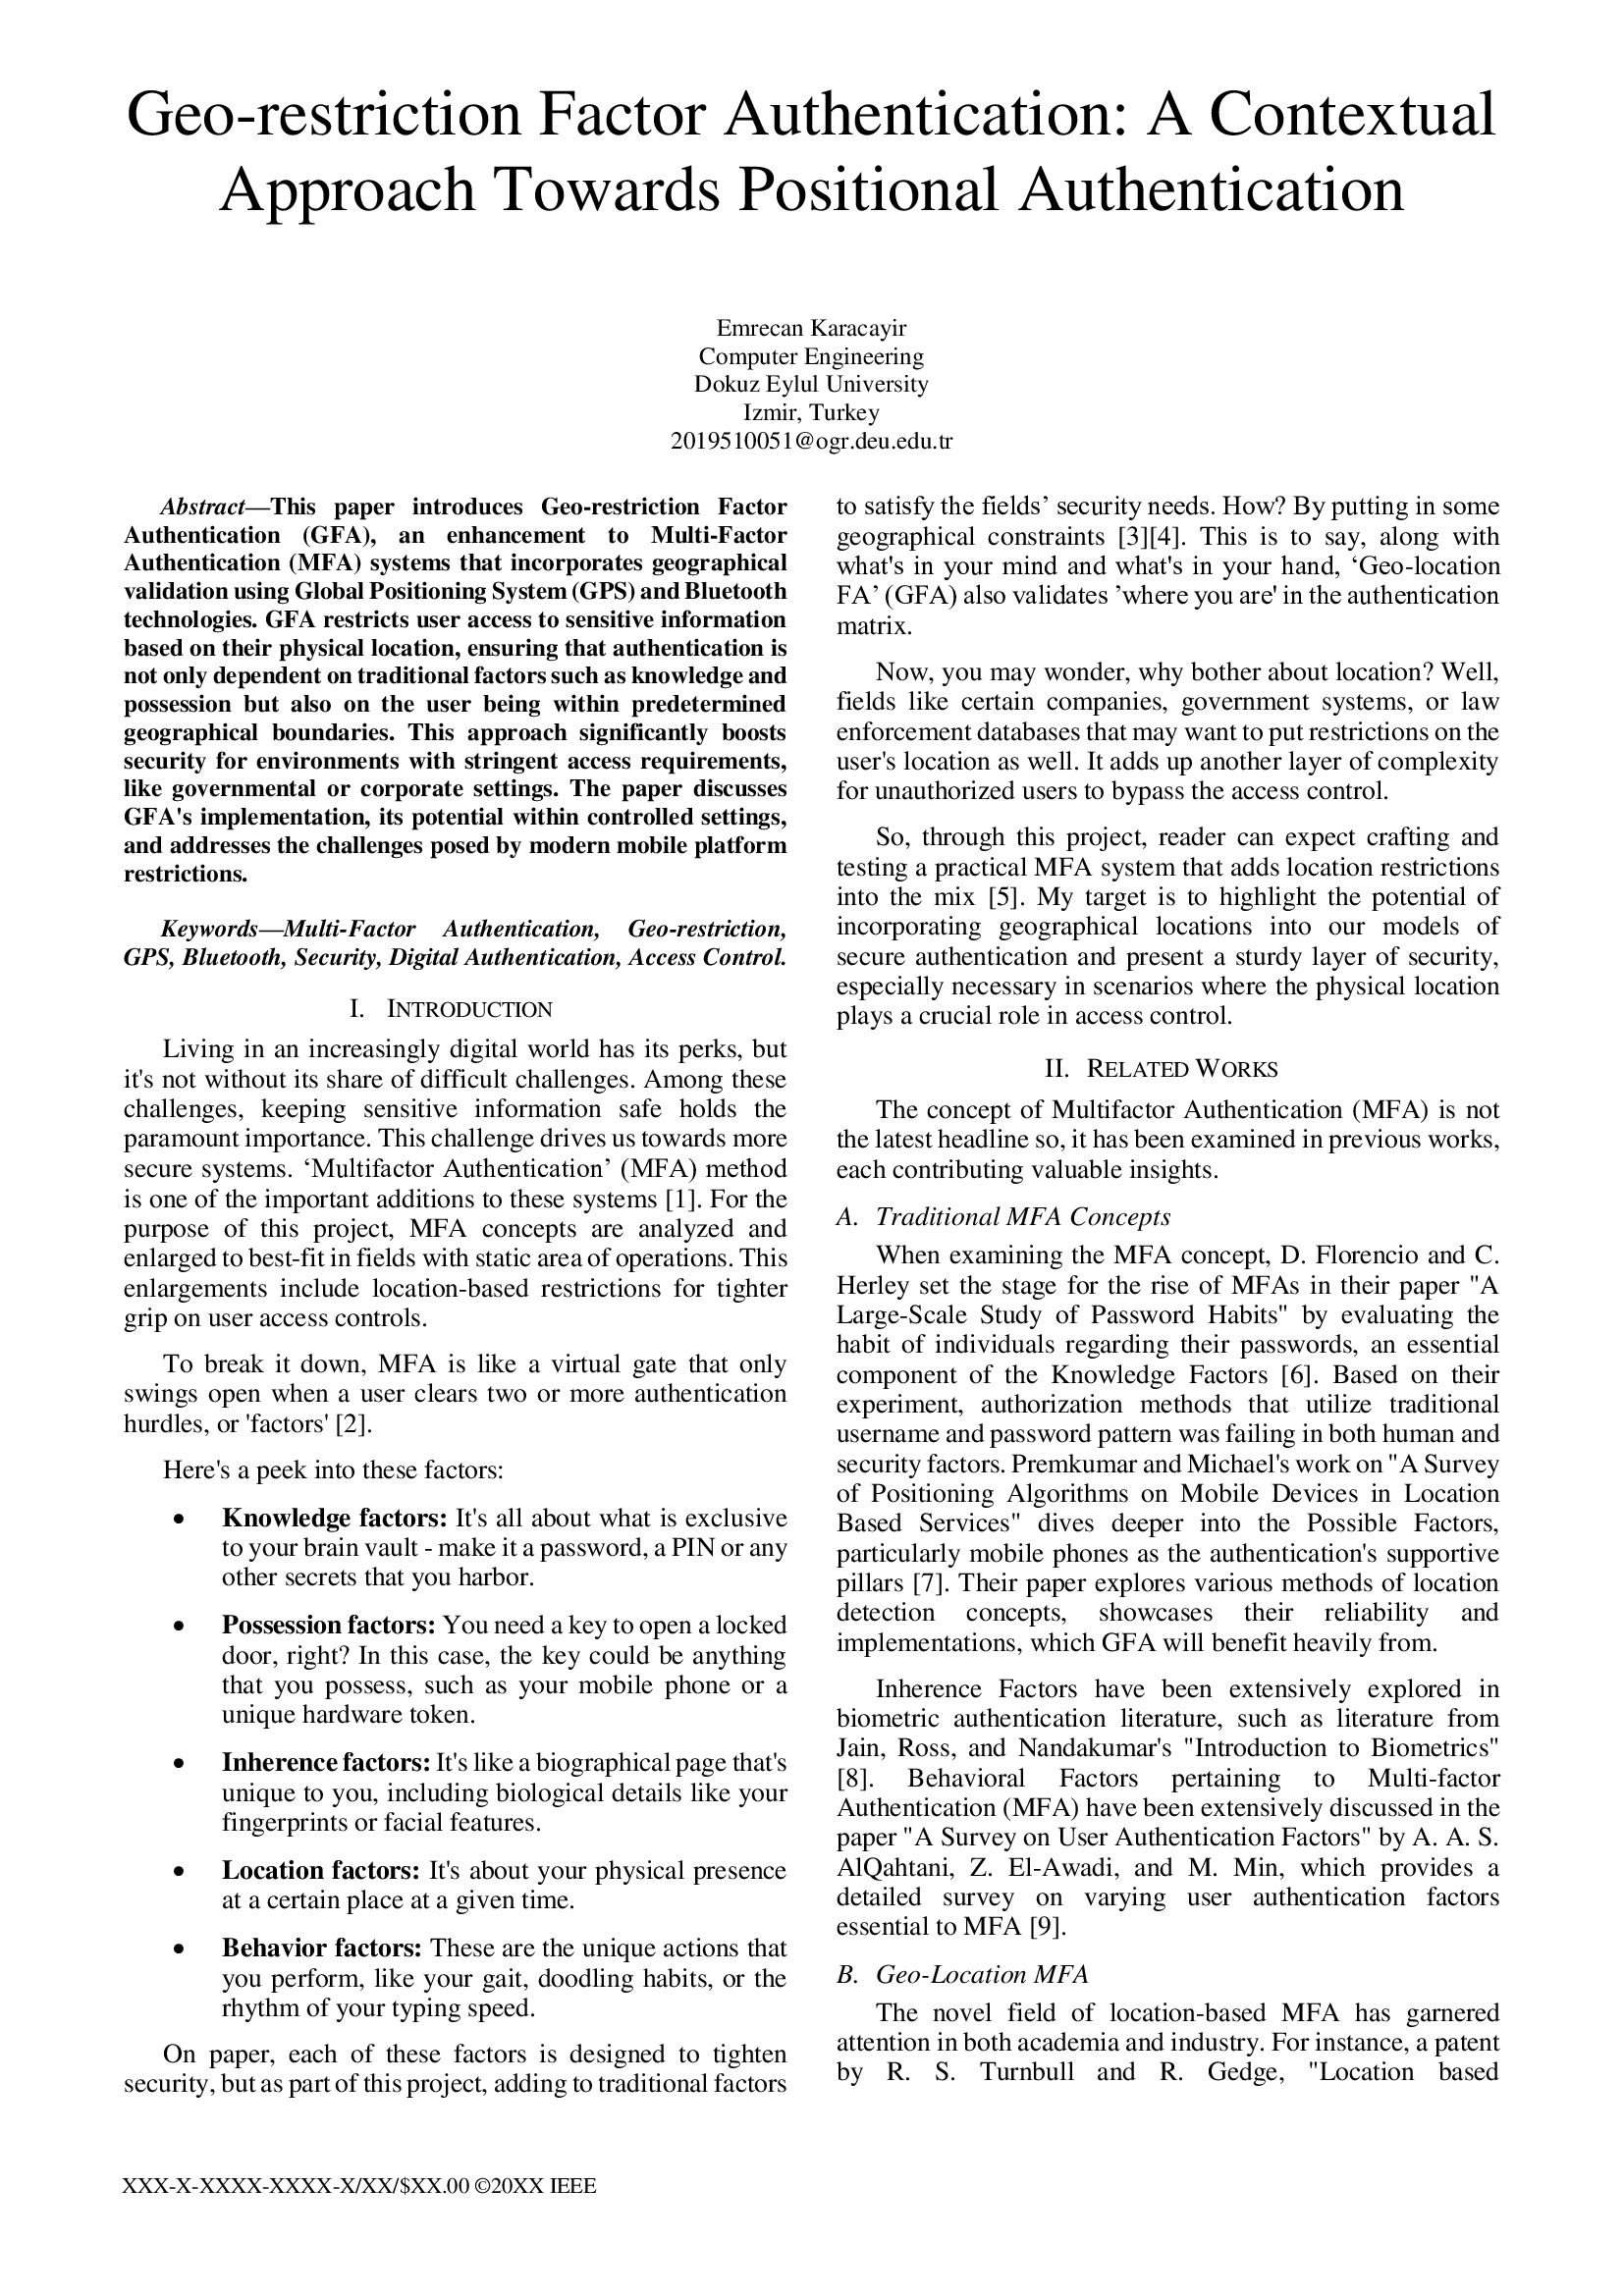 Geo-restriction Factor Authentication: A Contextual
Approach Towards Positional Authentication
Emrecan Karacayir
Computer Engineering
Dokuz Eylul University
Izmir, Turkey
2019510051@ogr.deu.edu.tr
Abstract—This paper introduces Geo-restriction Factor
Authentication (GFA), an enhancement to Multi-Factor
Authentication (MFA) systems that incorporates geographical
validation using Global Positioning System (GPS) and Bluetooth
technologies. GFA restricts user access to sensitive information
based on their physical location, ensuring that authentication is
not only dependent on traditional factors such as knowledge and
possession but also on the user being within predetermined
geographical boundaries. This approach significantly boosts
security for environments with stringent access requirements,
like governmental or corporate settings. The paper discusses
GFA's implementation, its potential within controlled settings,
and addresses the challenges posed by modern mobile platform
restrictions.
Keywords—Multi-Factor Authentication, Geo-restriction,
GPS, Bluetooth, Security, Digital Authentication, Access Control.
I. INTRODUCTION
Living in an increasingly digital world has its perks, but
it's not without its share of difficult challenges. Among these
challenges, keeping sensitive information safe holds the
paramount importance. This challenge drives us towards more
secure systems. ‘Multifactor Authentication’ (MFA) method
is one of the important additions to these systems [1]. For the
purpose of this project, MFA concepts are analyzed and
enlarged to best-fit in fields with static area of operations. This
enlargements include location-based restrictions for tighter
grip on user access controls.
To break it down, MFA is like a virtual gate that only
swings open when a user clears two or more authentication
hurdles, or 'factors' [2].
Here's a peek into these factors:
• Knowledge factors: It's all about what is exclusive
to your brain vault - make it a password, a PIN or any
other secrets that you harbor.
• Possession factors: You need a key to open a locked
door, right? In this case, the key could be anything
that you possess, such as your mobile phone or a
unique hardware token.
• Inherence factors: It's like a biographical page that's
unique to you, including biological details like your
fingerprints or facial features.
• Location factors: It's about your physical presence
at a certain place at a given time.
• Behavior factors: These are the unique actions that
you perform, like your gait, doodling habits, or the
rhythm of your typing speed.
On paper, each of these factors is designed to tighten
security, but as part of this project, adding to traditional factors
to satisfy the fields’ security needs. How? By putting in some
geographical constraints [3][4]. This is to say, along with
what's in your mind and what's in your hand, ‘Geo-location
FA’ (GFA) also validates ’where you are' in the authentication
matrix.
Now, you may wonder, why bother about location? Well,
fields like certain companies, government systems, or law
enforcement databases that may want to put restrictions on the
user's location as well. It adds up another layer of complexity
for unauthorized users to bypass the access control.
So, through this project, reader can expect crafting and
testing a practical MFA system that adds location restrictions
into the mix [5]. My target is to highlight the potential of
incorporating geographical locations into our models of
secure authentication and present a sturdy layer of security,
especially necessary in scenarios where the physical location
plays a crucial role in access control.
II. RELATED WORKS
The concept of Multifactor Authentication (MFA) is not
the latest headline so, it has been examined in previous works,
each contributing valuable insights.
A. Traditional MFA Concepts
When examining the MFA concept, D. Florencio and C.
Herley set the stage for the rise of MFAs in their paper "A
Large-Scale Study of Password Habits" by evaluating the
habit of individuals regarding their passwords, an essential
component of the Knowledge Factors [6]. Based on their
experiment, authorization methods that utilize traditional
username and password pattern was failing in both human and
security factors. Premkumar and Michael's work on "A Survey
of Positioning Algorithms on Mobile Devices in Location
Based Services" dives deeper into the Possible Factors,
particularly mobile phones as the authentication's supportive
pillars [7]. Their paper explores various methods of location
detection concepts, showcases their reliability and
implementations, which GFA will benefit heavily from.
Inherence Factors have been extensively explored in
biometric authentication literature, such as literature from
Jain, Ross, and Nandakumar's "Introduction to Biometrics"
[8]. Behavioral Factors pertaining to Multi-factor
Authentication (MFA) have been extensively discussed in the
paper "A Survey on User Authentication Factors" by A. A. S.
AlQahtani, Z. El-Awadi, and M. Min, which provides a
detailed survey on varying user authentication factors
essential to MFA [9].
B. Geo-Location MFA
The novel field of location-based MFA has garnered
attention in both academia and industry. For instance, a patent
by R. S. Turnbull and R. Gedge, "Location based
XXX-X-XXXX-XXXX-X/XX/$XX.00 ©20XX IEEE